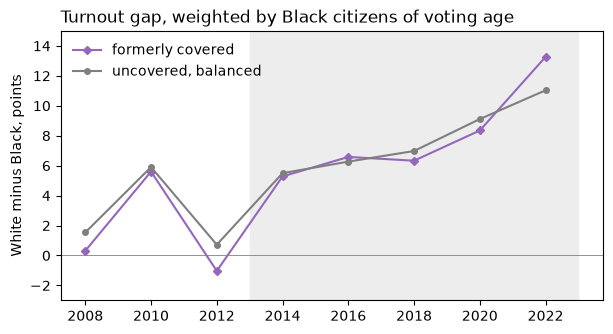 Turnout gap, weighted by Black citizens of voting age
White minus Black, points
14
12
10
8
6
4
2
0
−2
formerly covered
uncovered, balanced
2008 2010 2012 2014 2016 2018 2020 2022